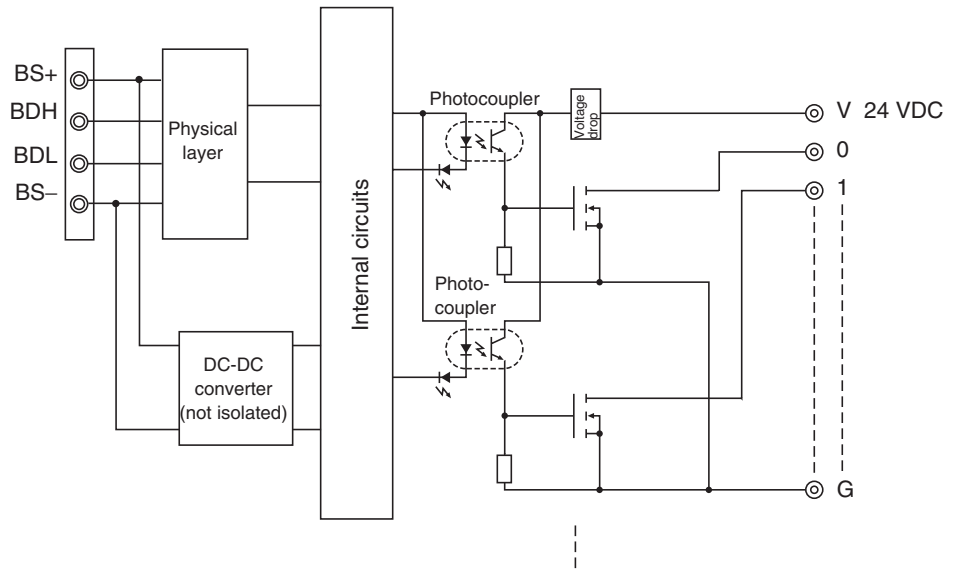 BS+
BDH
BDL
BS−
Physical
layer
DC-DC
converter
(not isolated)
Internal circuits
Photocoupler
Voltage
drop
Photo-
coupler
V 24 VDC
0
1
G